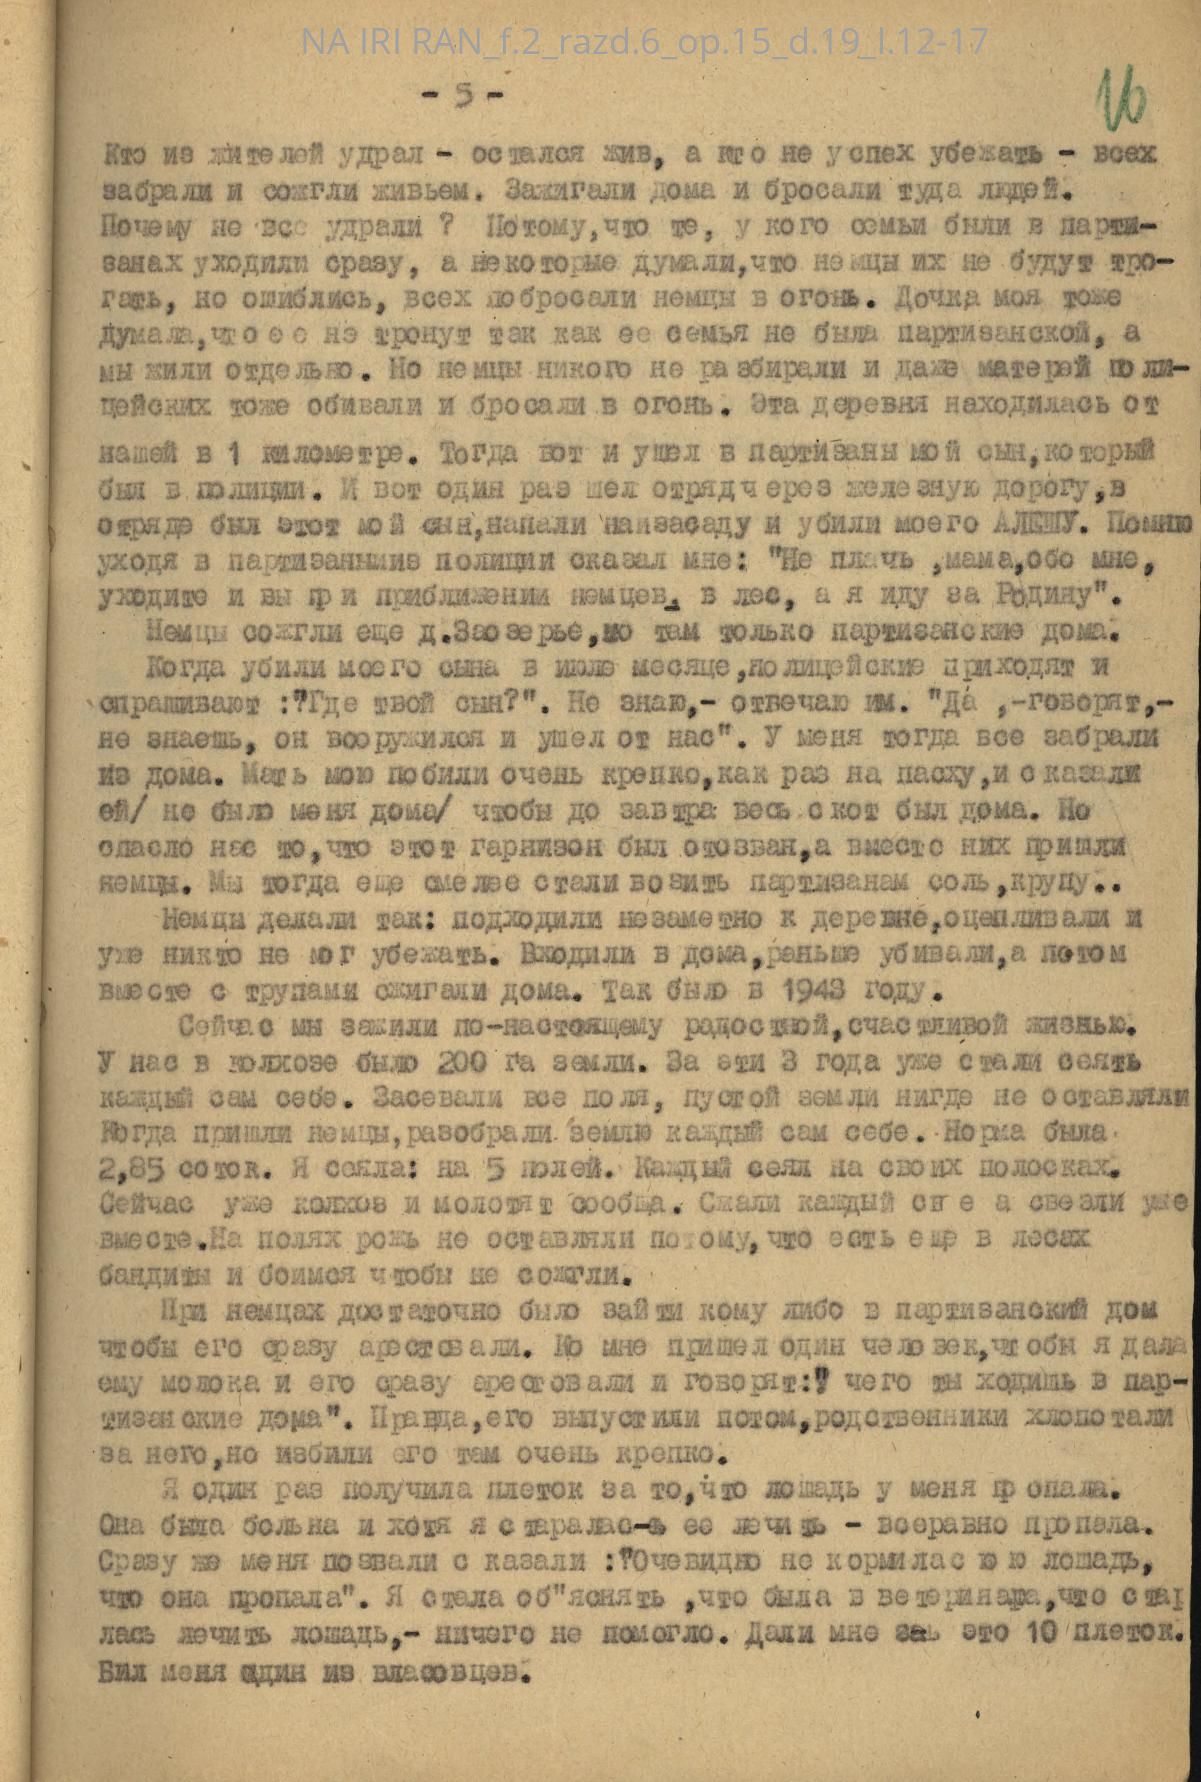 NA IRI RAN_f.2_razd.6_op.15_d.19_l.12-17
- 5 -
16
Кто из жителей удрал - остался жив, а кто не успех убежать - всех
забрали и сожгли живьем. Зажигали дома и бросали туда людей.
Почему не все удрали ? Потому,что те, у кого семьи были в парти-
занах уходили сразу, а некоторые думали,что немцы их не будут тро-
гать, но ошиблись, всех побросали немцы в огонь. Дочка моя тоже
думала,что ее не тронут так как ее семья не была партизанской, а
мы жили отдельно. Но немцы никого не разбирали и даже матерей поли-
цейских тоже обивали и бросали в огонь. Эта деревня находилась от
нашей в 1 километре. Тогда вот и ушел в партизаны мой сын,который
был в полиции. И вот один раз шел отряд через железную дорогу,в
отряде был этот мой сын,напали наизасаду и убили моего АЛЕШУ. Помню
уходя в партизаныииз полиции сказал мне: "Не плачь ,мама,обо мне,
уходите и вы при приближении немцев, в лес, а я иду за Родину".
Немцы сожгли еще д.Заозерье,но там только партизанские дома.
Когда убили моего сына в июле месяце,полицейские приходят и
спрашивают :"Где твой сын?". Не знаю,- отвечаю им. "Да ,-говорят,-
не знаешь, он вооружился и ушел от нас". У меня тогда все забрали
из дома. Мать мою побили очень крепко,как раз на пасху,и сказали
ей/ не было меня дома/ чтобы до завтра весь скот был дома. Но
спасло нас то,что этот гарнизон был отозван,а вместо них пришли
немцы. Мы тогда еще смелее стали возить партизанам соль,крупу..
Немцы делали так: подходили незаметно к деревне,оцепливали и
уже никто не мог убежать. Входили в дома,раньше убивали,а потом
вместе с трупами сжигали дома. Так было в 1943 году.
Сейчас мы зажили по-настоящему радостной,счастливой жизнью.
У нас в колхозе было 200 га земли. За эти 3 года уже стали сеять
каждый сам себе. Засевали все поля, пустой земли нигде не оставляли
Когда пришли немцы,разобрали землю каждый сам себе. Норма была
2,85 соток. Я сеяла: на 5 полей. Каждый сеял на своих полосках.
Сейчас уже колхоз и молотят сообща. Сжали каждый свое а свезли уже
вместе.На полях рожь не оставляли потому,что есть еще в лесах
бандиты и боимся чтобы не сожгли.
При немцах достаточно было зайти кому либо в партизанский дом
чтобы его сразу арестовали. Ко мне пришел один человек,чтобы я дала
ему молока и его сразу арестовали и говорят:" чего ты ходишь в пар-
тизанские дома". Правда,его выпустили потом,родственники хлопотали
за него,но избили его там очень крепко.
Я один раз получила плеток за то,что лошадь у меня пропала.
Она была больна и хотя я старалас-ь ее лечить - всеравно пропала.
Сразу же меня позвали сказали :"Очевидно не кормила свою лошадь,
что она пропала". Я стала об"яснять ,что была в ветеринара,что стар
лась лечить лошадь,- ничего не помогло. Дали мне за это 10 плеток.
Бил меня один из власовцев.